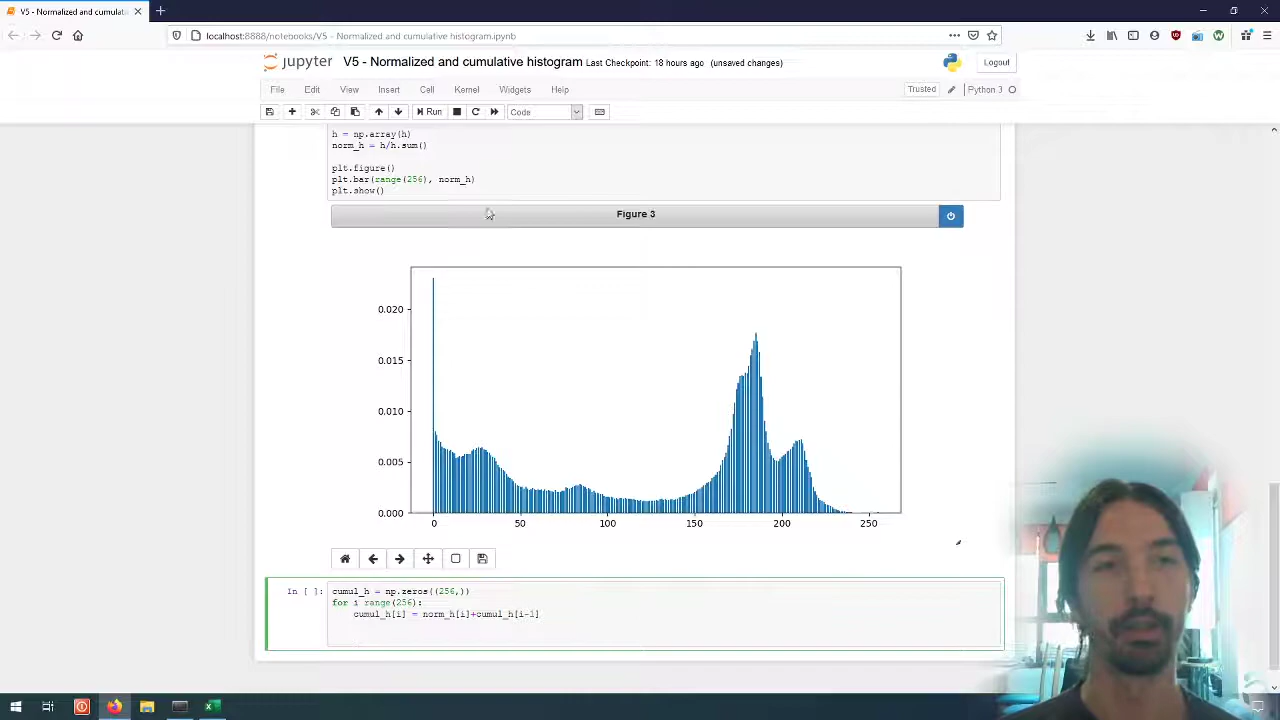 V5 - Normalized and cumulati
localhost:8888/notebooks/V5 - Normalized and cumulative histogram.ipynb
jupyter V5 - Normalized and cumulative histogram Last Checkpoint: 18 hours ago (unsaved changes)
Logout
File Edit View Insert Cell Kernel Widgets Help
Trusted Python 3
Run Code
h = np.array(h)
norm_h = h/h.sum()
plt.figure()
plt.bar(range(256), norm_h)
plt.show()
Figure 3
0.020
0.015
0.010
0.005
0.000
0 50 100 150 200 250
In [ ]: cumul_h = np.zeros((256,))
for i range(256):
cumul_h[i] = norm_h[i]+cumul_h[i-1]